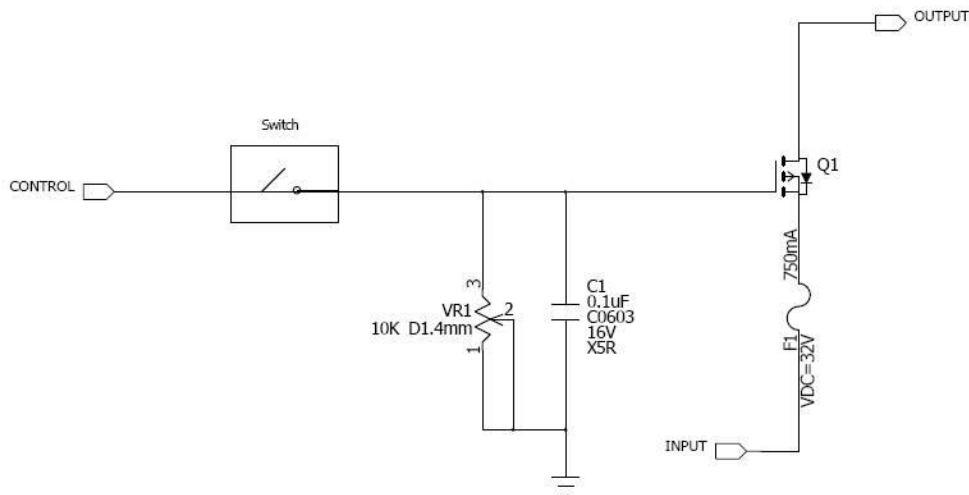 OUTPUT
Switch
Q1
CONTROL
750mA
3
C1
VR1
2
0.1uF
10K D1.4mm
C0603
1
16V
X5R
F1
VDC=32V
INPUT